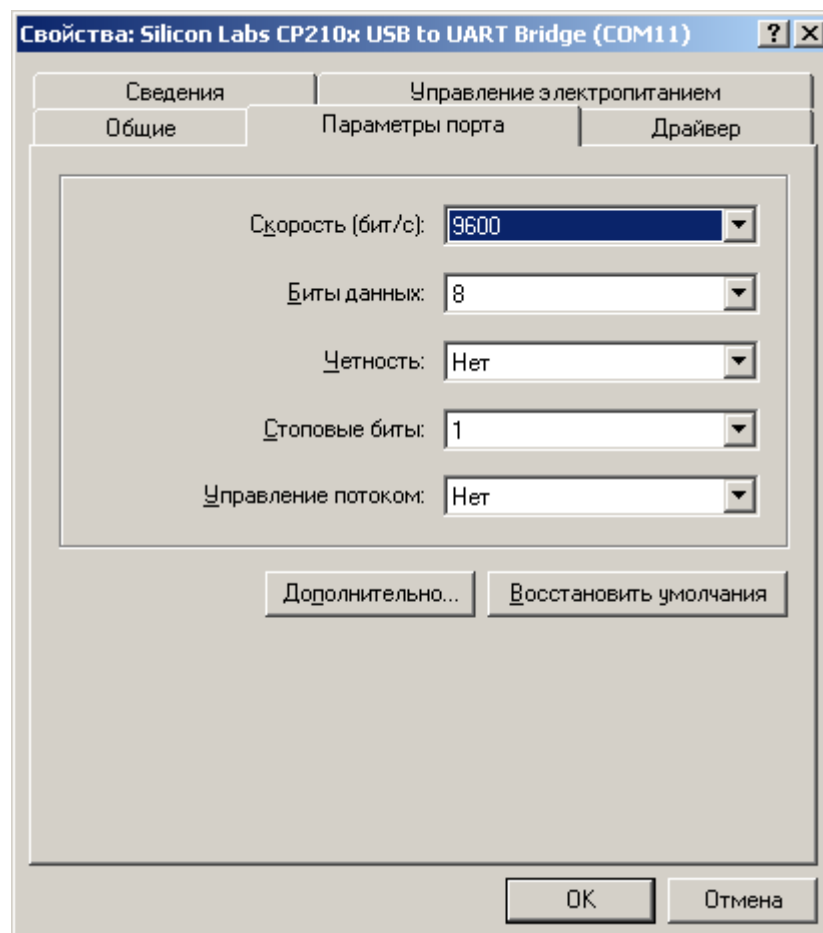 Свойства: Silicon Labs CP210x USB to UART Bridge (COM11)
Сведения Управление электропитанием
Общие Параметры порта Драйвер
Скорость (бит/с): 9600
Биты данных: 8
Четность: Нет
Стоповые биты: 1
Управление потоком: Нет
Дополнительно... Восстановить умолчания
OK Отмена